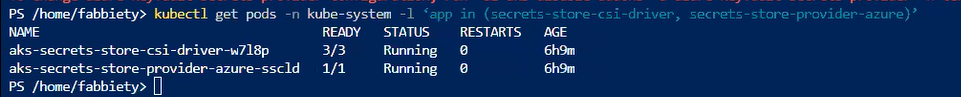 PS /home/fabbiety> kubectl get pods -n kube-system -l ‘app in (secrets-store-csi-driver, secrets-store-provider-azure)’
NAME READY STATUS RESTARTS AGE
aks-secrets-store-csi-driver-w7l8p 3/3 Running 0 6h9m
aks-secrets-store-provider-azure-sscld 1/1 Running 0 6h9m
PS /home/fabbiety>